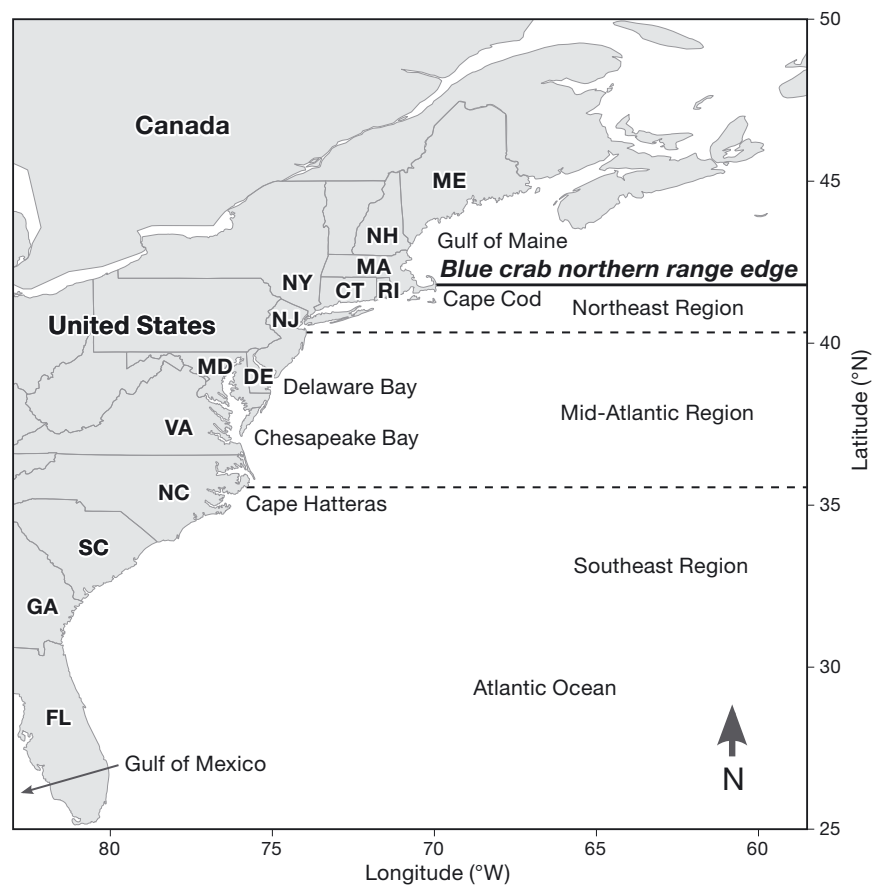 50
Canada
ME
45
NH
Gulf of Maine
MA
Blue crab northern range edge
NY
CT
RI
Cape Cod
Northeast Region
NJ
United States
40
MD
DE
Delaware Bay
Mid-Atlantic Region
VA
Chesapeake Bay
Latitude (°N)
NC
Cape Hatteras
35
SC
Southeast Region
GA
30
Atlantic Ocean
FL
Gulf of Mexico
N
25
80
75
70
65
60
Longitude (°W)